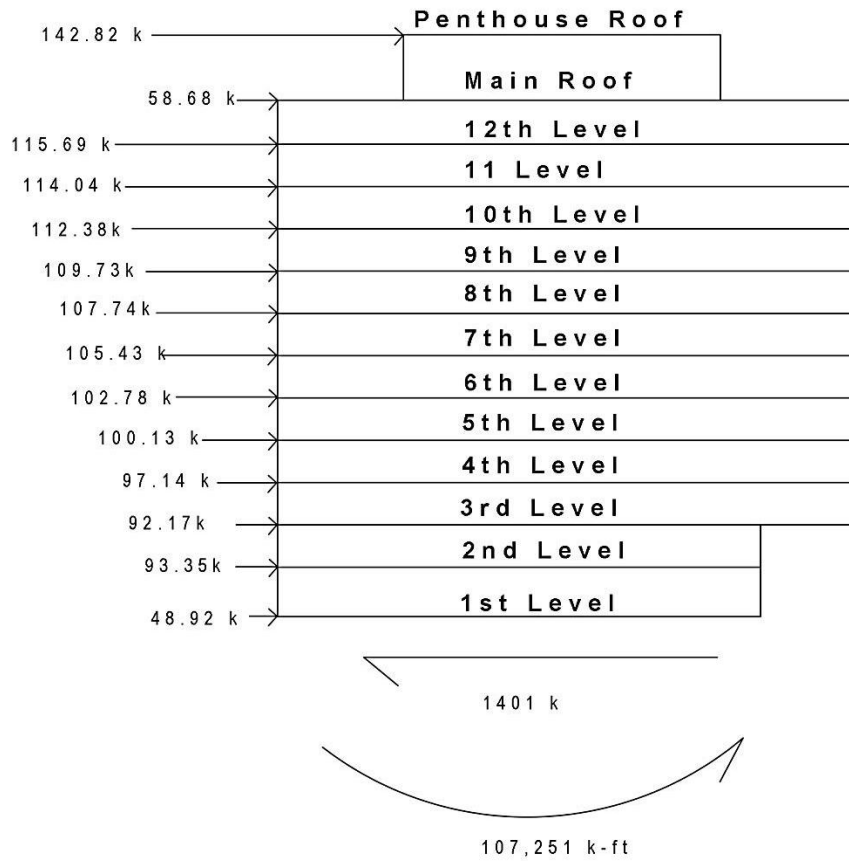 Penthouse Roof
142.82 k
Main Roof
58.68 k
12th Level
115.69 k
11 Level
114.04 k
10th Level
112.38k
9th Level
109.73k
8th Level
107.74k
7th Level
105.43 k
6th Level
102.78 k
5th Level
100.13 k
4th Level
97.14 k
3rd Level
92.17k
2nd Level
93.35k
1st Level
48.92 k
1401 k
107,251 k-ft